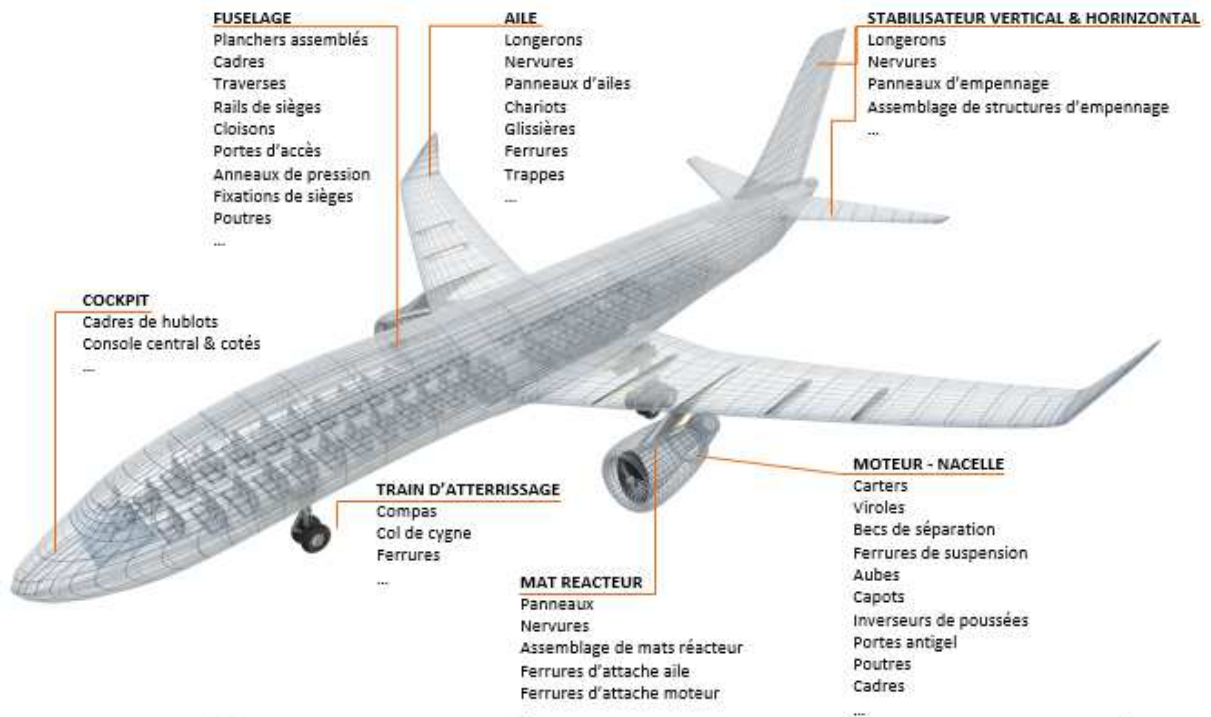 FUSELAGE
Planchers assemblés
Cadres
Traverses
Rails de sièges
Cloisons
Portes d'accès
Anneaux de pression
Fixations de sièges
Poutres
...
AILE
Longerons
Nervures
Panneaux d'ailes
Chariots
Glissières
Ferrures
Trappes
...
STABILISATEUR VERTICAL & HORINZONTAL
Longerons
Nervures
Panneaux d'empennage
Assemblage de structures d'empennage
...
COCKPIT
Cadres de hublots
Console central & cotés
...
TRAIN D'ATTERRISSAGE
Compas
Col de cygne
Ferrures
...
MAT REACTEUR
Panneaux
Nervures
Assemblage de mats réacteur
Ferrures d'attache aile
Ferrures d'attache moteur
MOTEUR - NACELLE
Carters
Viroles
Becs de séparation
Ferrures de suspension
Aubes
Capots
Inverseurs de poussées
Portes antigel
Poutres
Cadres
...